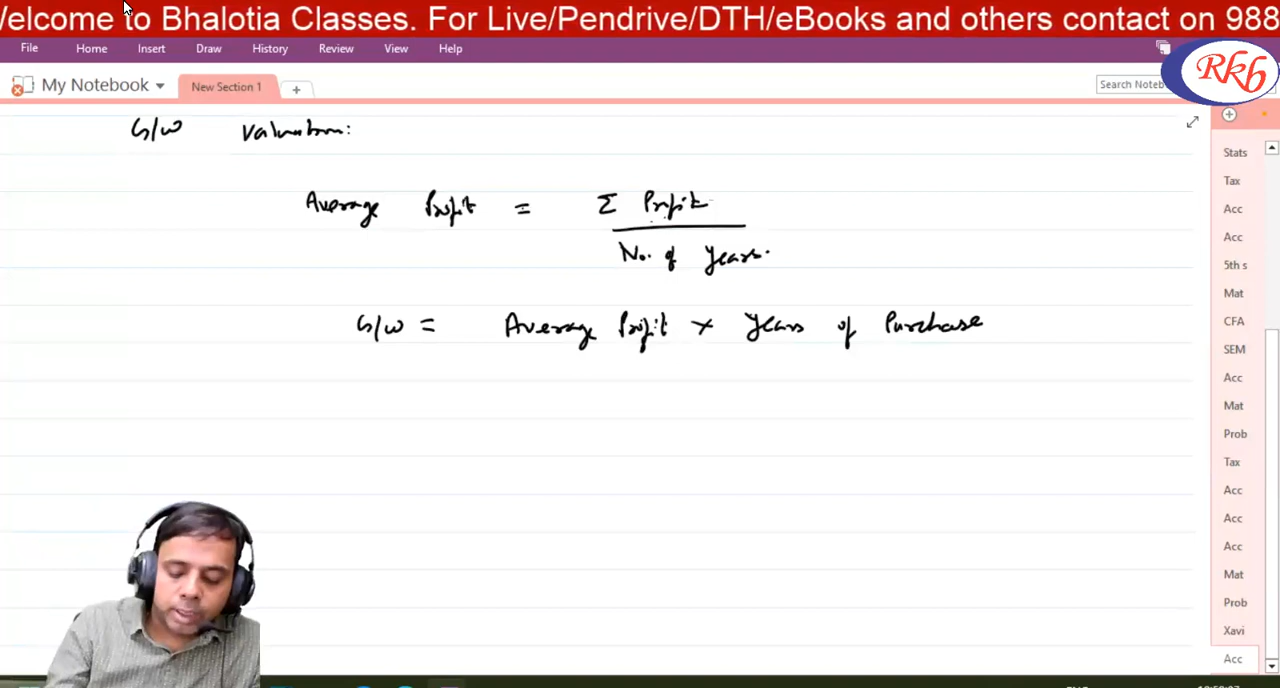 Welcome to Bhalotia Classes. For Live/Pendrive/DTH/eBooks and others contact on 988
File Home Insert Draw History Review View Help
Rkb
My Notebook New Section 1 + Search Noteb
G/W Valuation:
Average Profit = Σ Profit
No. of Years.
G/W = Average Profit × Years of Purchase
Stats
Tax
Acc
Acc
5th s
Mat
CFA
SEM
Acc
Mat
Prob
Tax
Acc
Acc
Acc
Mat
Prob
Xavi
Acc